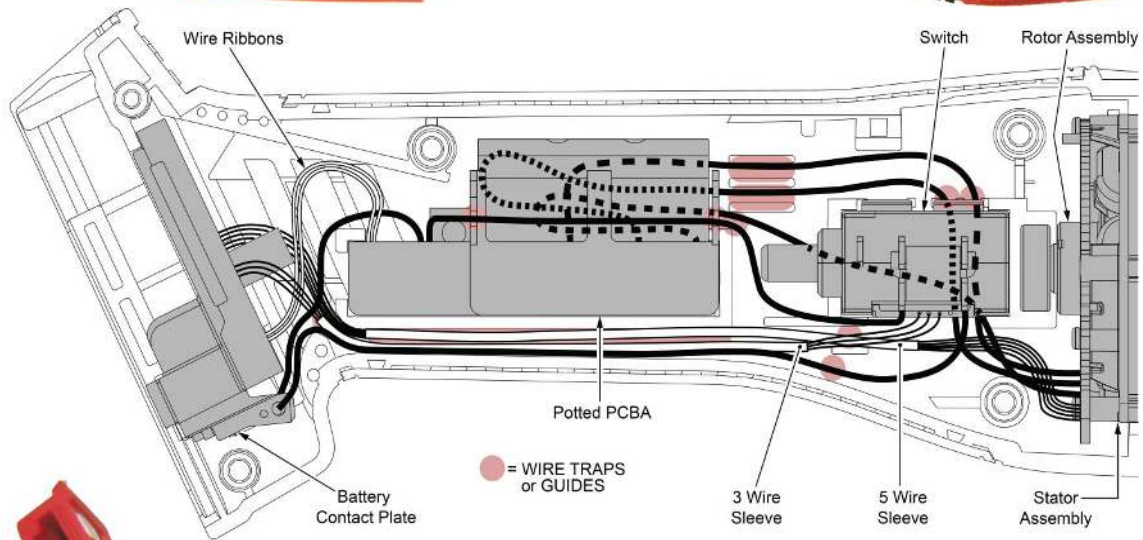 Wire Ribbons
Switch
Rotor Assembly
Potted PCBA
= WIRE TRAPS
or GUIDES
Battery
Contact Plate
3 Wire
Sleeve
5 Wire
Sleeve
Stator
Assembly